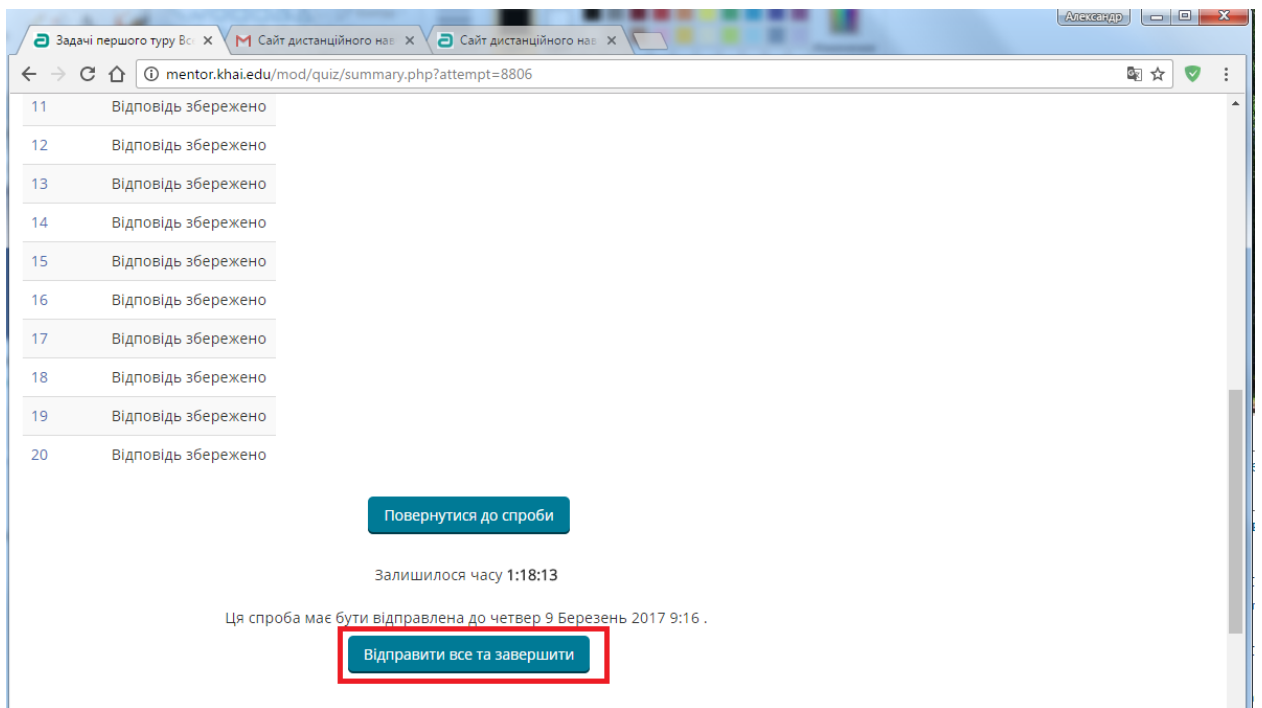 Александр
Задачі першого туру Вс
Сайт дистанційного нав
Сайт дистанційного нав
mentor.khai.edu/mod/quiz/summary.php?attempt=8806
11 Відповідь збережено
12 Відповідь збережено
13 Відповідь збережено
14 Відповідь збережено
15 Відповідь збережено
16 Відповідь збережено
17 Відповідь збережено
18 Відповідь збережено
19 Відповідь збережено
20 Відповідь збережено
Повернутися до спроби
Залишилося часу 1:18:13
Ця спроба має бути відправлена до четвер 9 Березень 2017 9:16 .
Відправити все та завершити